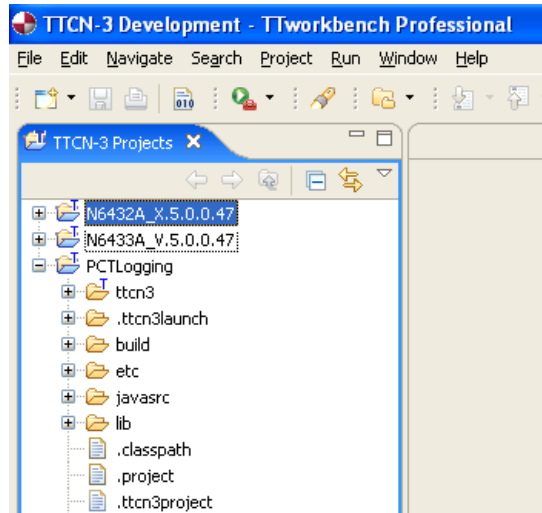 TTCN-3 Development - TTworkbench Professional
File Edit Navigate Search Project Run Window Help
010
TTCN-3 Projects
N6432A_X.5.0.0.47
N6433A_V.5.0.0.47
PCTLogging
ttcn3
.ttcn3launch
build
etc
javasrc
lib
.classpath
.project
.ttcn3project